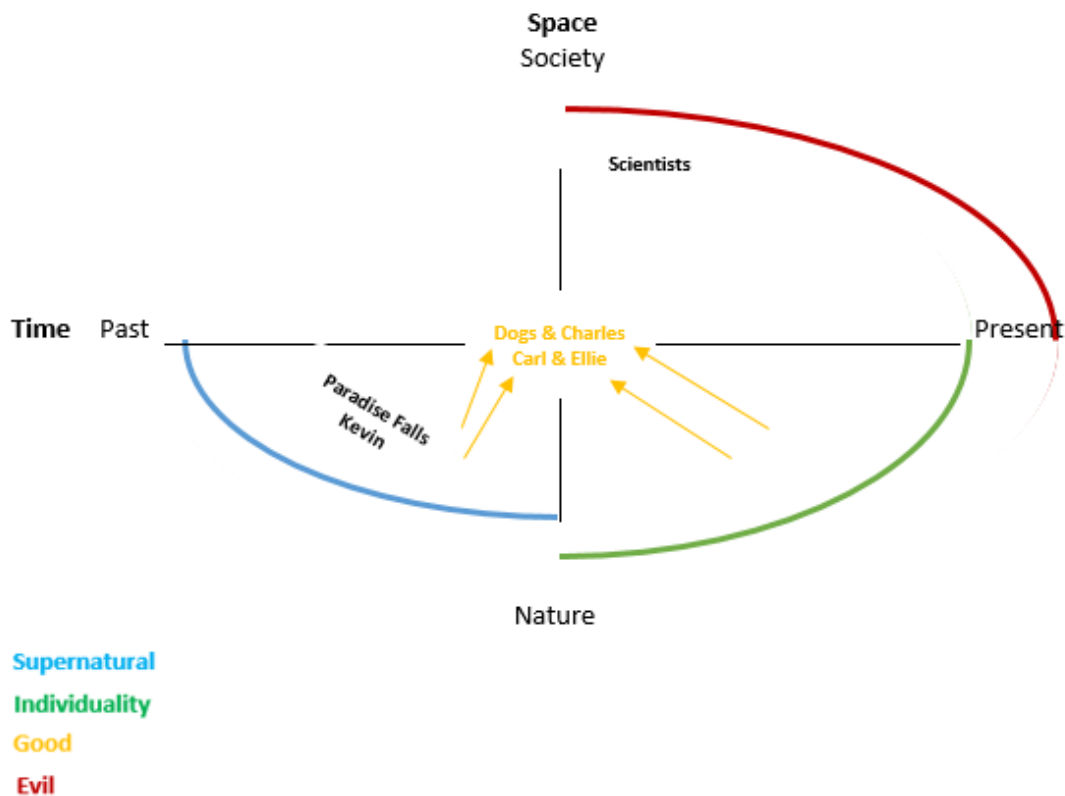 Space
Society
Scientists
Time Past
Present
Dogs & Charles
Carl & Ellie
Paradise Falls
Kevin
Nature
Supernatural
Individuality
Good
Evil